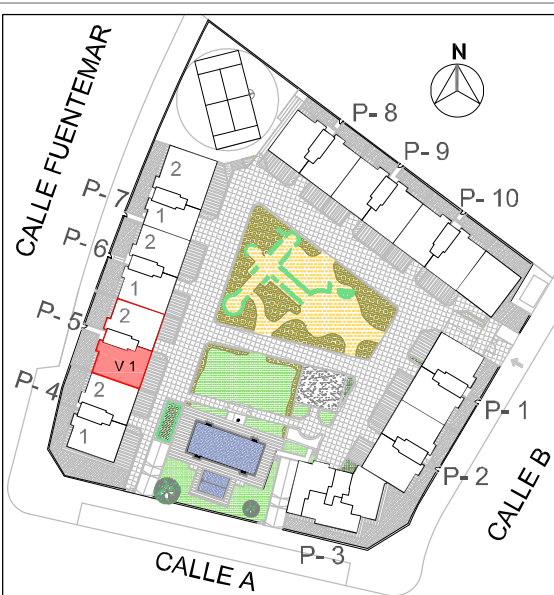 N
CALLE FUENTEMAR
P- 8
P- 9
P- 10
P- 7
2
1
P- 6
2
1
P- 5
2
V 1
P- 4
2
1
P- 1
P- 2
P- 3
CALLE B
CALLE A